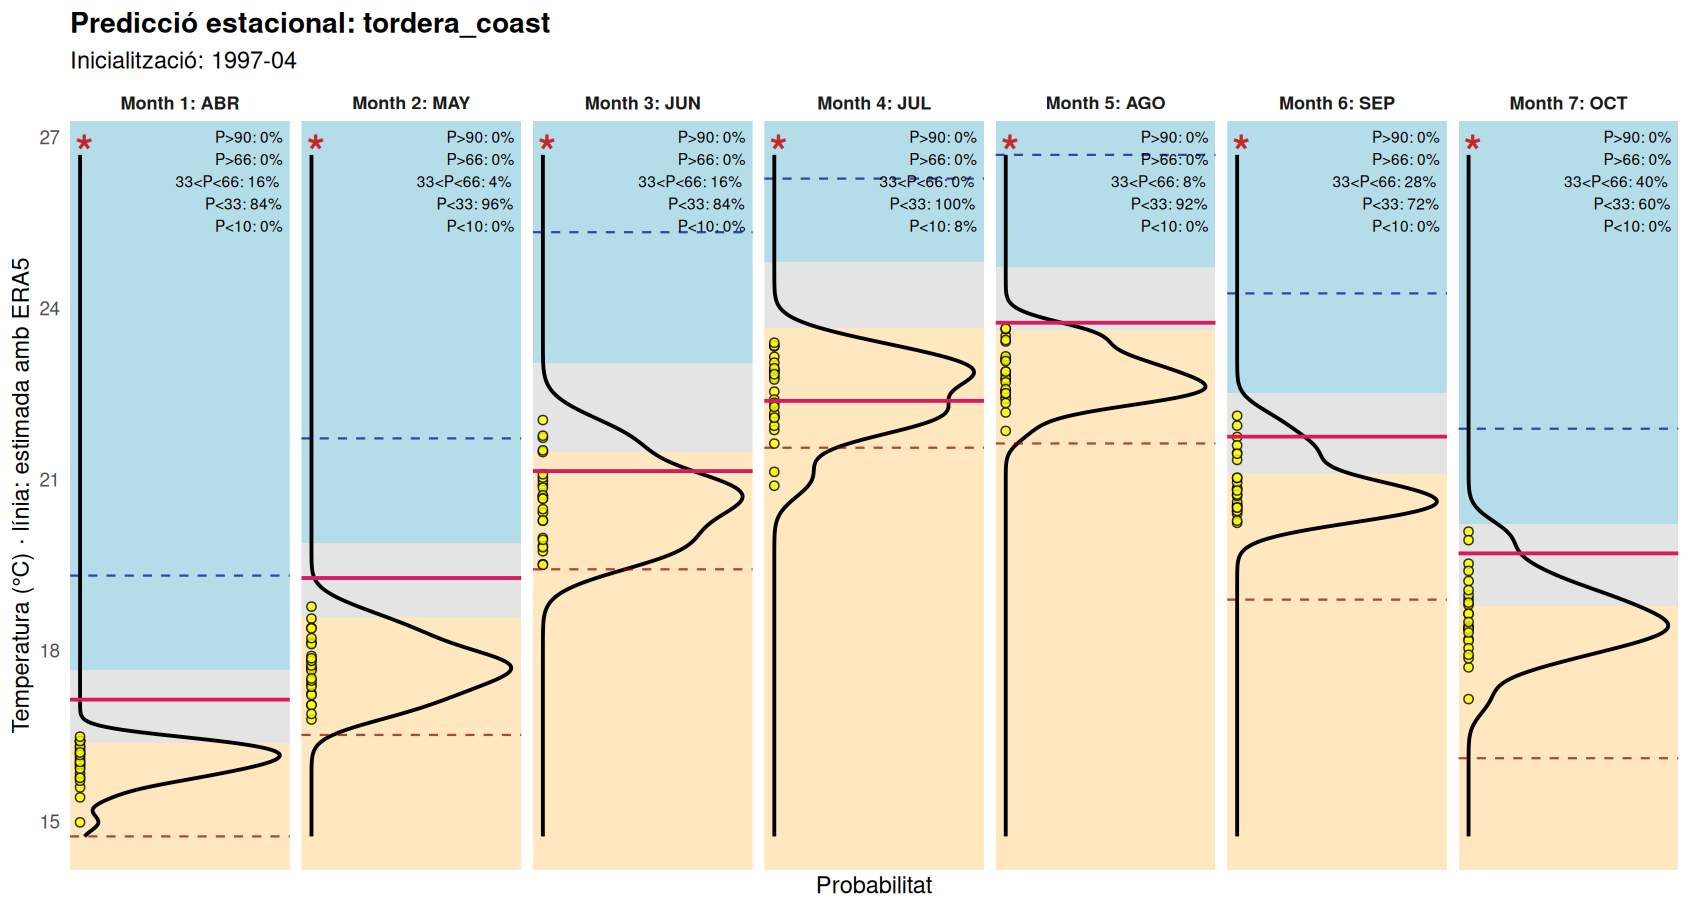 Predicció estacional: tordera_coast
Inicialització: 1997-04
Month 1: ABR
Month 2: MAY
Month 3: JUN
Month 4: JUL
Month 5: AGO
Month 6: SEP
Month 7: OCT
Temperatura (°C) · línia: estimada amb ERA5
27
24
21
18
15
*
P>90: 0%
P>66: 0%
33<P<66: 16%
P<33: 84%
P<10: 0%
*
P>90: 0%
P>66: 0%
33<P<66: 4%
P<33: 96%
P<10: 0%
*
P>90: 0%
P>66: 0%
33<P<66: 16%
P<33: 84%
P<10: 0%
*
P>90: 0%
P>66: 0%
33<P<66: 0%
P<33: 100%
P<10: 8%
*
P>90: 0%
P>66: 0%
33<P<66: 8%
P<33: 92%
P<10: 0%
*
P>90: 0%
P>66: 0%
33<P<66: 28%
P<33: 72%
P<10: 0%
*
P>90: 0%
P>66: 0%
33<P<66: 40%
P<33: 60%
P<10: 0%
Probabilitat